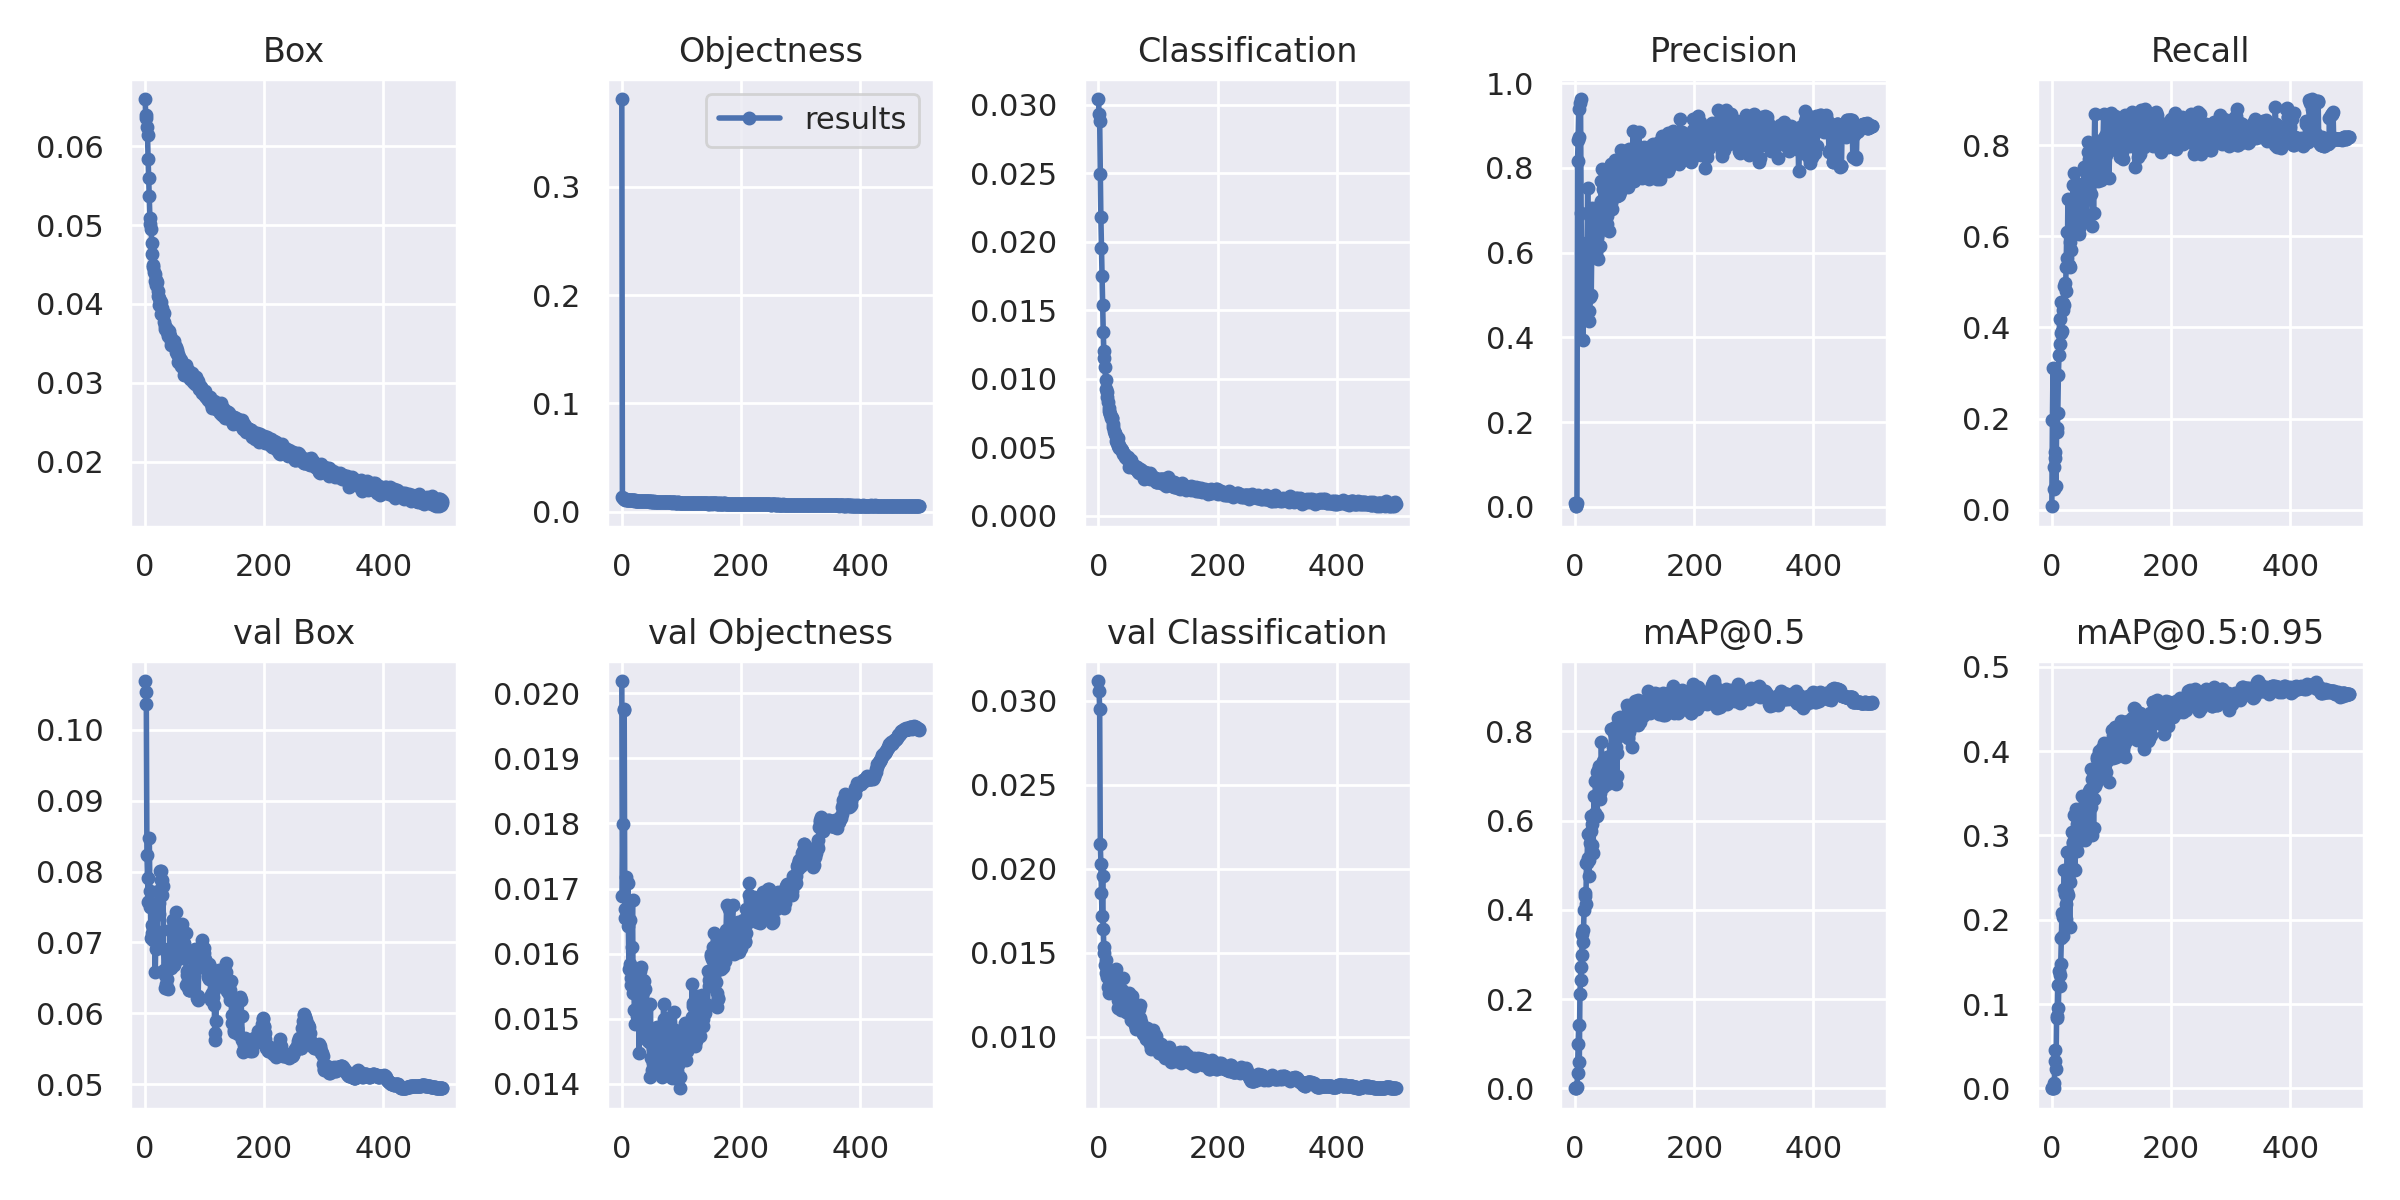 Box
0.06
0.05
0.04
0.03
0.02
0 200 400
Objectness
results
0.3
0.2
0.1
0.0
0 200 400
Classification
0.030
0.025
0.020
0.015
0.010
0.005
0.000
0 200 400
Precision
1.0
0.8
0.6
0.4
0.2
0.0
0 200 400
Recall
0.8
0.6
0.4
0.2
0.0
0 200 400
val Box
0.10
0.09
0.08
0.07
0.06
0.05
0 200 400
val Objectness
0.020
0.019
0.018
0.017
0.016
0.015
0.014
0 200 400
val Classification
0.030
0.025
0.020
0.015
0.010
0 200 400
mAP@0.5
0.8
0.6
0.4
0.2
0.0
0 200 400
mAP@0.5:0.95
0.5
0.4
0.3
0.2
0.1
0.0
0 200 400